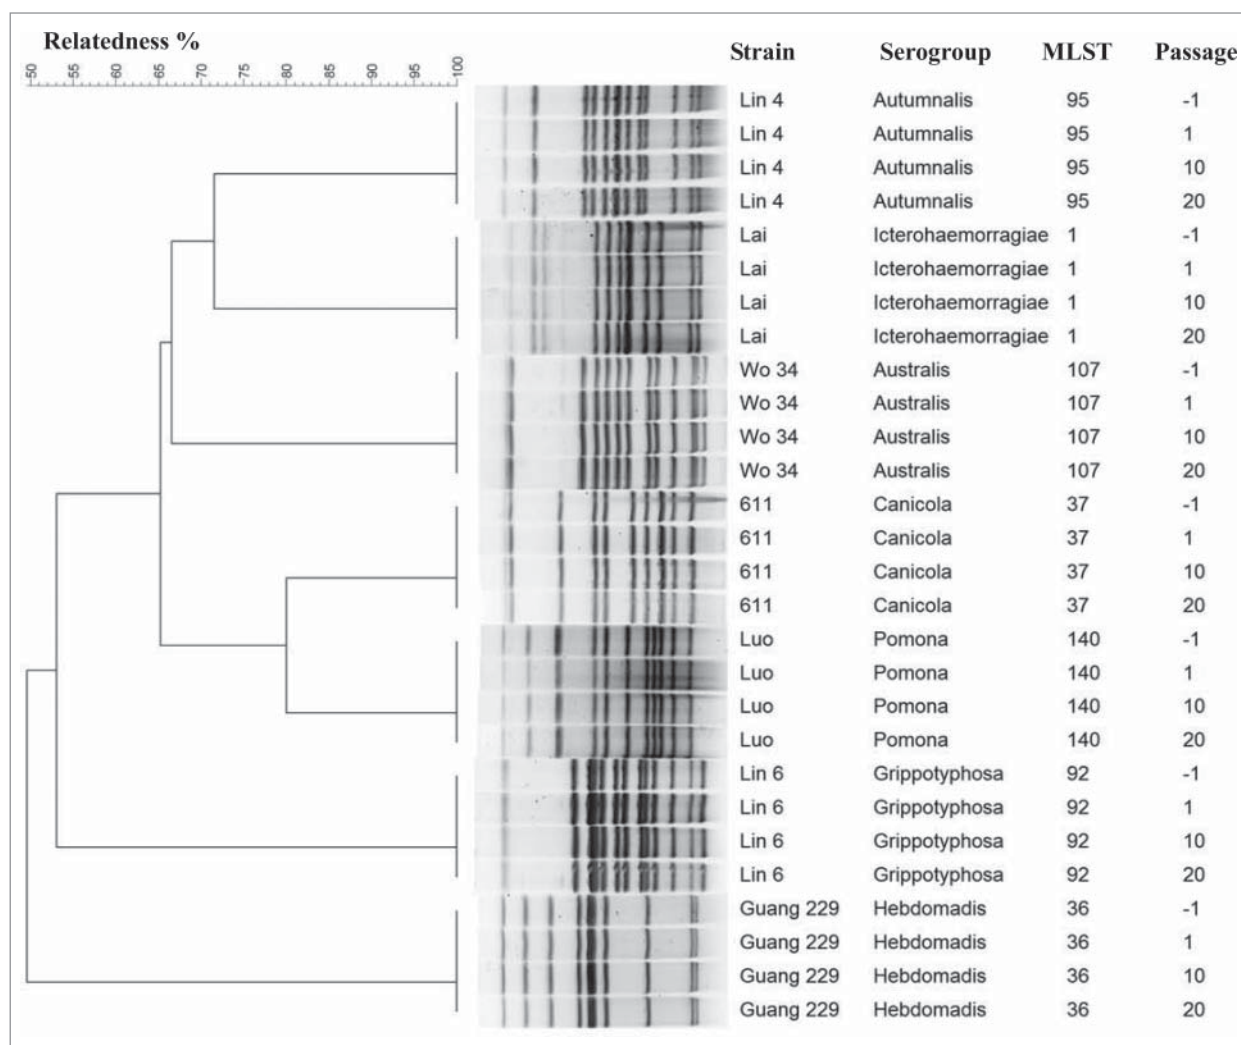 Relatedness %
50 55 60 65 70 75 80 85 90 95 100
Strain Serogroup MLST Passage
Lin 4 Autumnalis 95 -1
Lin 4 Autumnalis 95 1
Lin 4 Autumnalis 95 10
Lin 4 Autumnalis 95 20
Lai Icterohaemorragiae 1 -1
Lai Icterohaemorragiae 1 1
Lai Icterohaemorragiae 1 10
Lai Icterohaemorragiae 1 20
Wo 34 Australis 107 -1
Wo 34 Australis 107 1
Wo 34 Australis 107 10
Wo 34 Australis 107 20
611 Canicola 37 -1
611 Canicola 37 1
611 Canicola 37 10
611 Canicola 37 20
Luo Pomona 140 -1
Luo Pomona 140 1
Luo Pomona 140 10
Luo Pomona 140 20
Lin 6 Grippotyphosa 92 -1
Lin 6 Grippotyphosa 92 1
Lin 6 Grippotyphosa 92 10
Lin 6 Grippotyphosa 92 20
Guang 229 Hebdomadis 36 -1
Guang 229 Hebdomadis 36 1
Guang 229 Hebdomadis 36 10
Guang 229 Hebdomadis 36 20